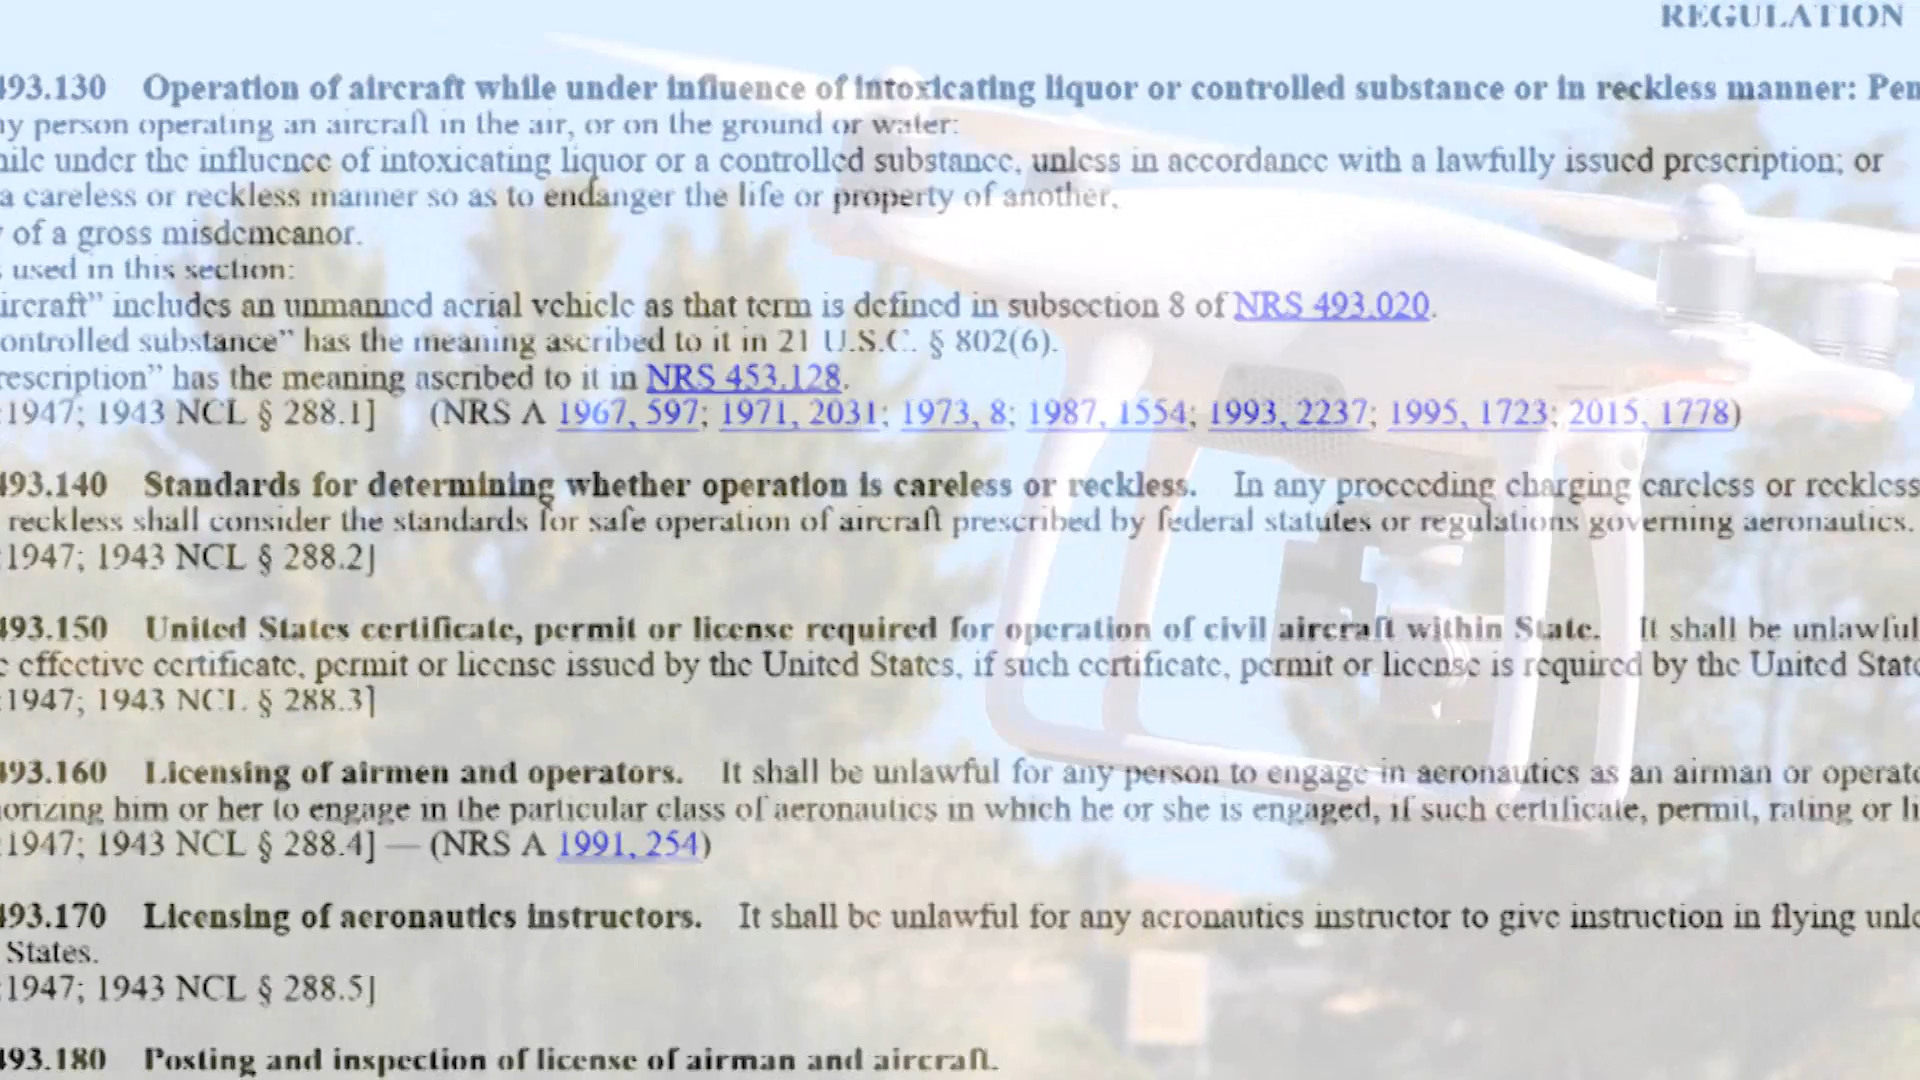 REGULATION
493.130 Operation of aircraft while under influence of intoxicating liquor or controlled substance or in reckless manner: Pen
ny person operating an aircraft in the air, or on the ground or water:
hile under the influence of intoxicating liquor or a controlled substance, unless in accordance with a lawfully issued prescription; or
a careless or reckless manner so as to endanger the life or property of another,
of a gross misdemeanor.
used in this section:
ircraft” includes an unmanned aerial vehicle as that term is defined in subsection 8 of NRS 493.020.
ontrolled substance” has the meaning ascribed to it in 21 U.S.C. § 802(6).
rescription” has the meaning ascribed to it in NRS 453.128.
1947; 1943 NCL § 288.1] (NRS A 1967, 597; 1971, 2031; 1973, 8; 1987, 1554; 1993, 2237; 1995, 1723; 2015, 1778)
493.140 Standards for determining whether operation is careless or reckless. In any proceeding charging careless or reckless
reckless shall consider the standards for safe operation of aircraft prescribed by federal statutes or regulations governing aeronautics.
1947; 1943 NCL § 288.2]
493.150 United States certificate, permit or license required for operation of civil aircraft within State. It shall be unlawful
effective certificate, permit or license issued by the United States, if such certificate, permit or license is required by the United State
1947; 1943 NCL § 288.3]
493.160 Licensing of airmen and operators. It shall be unlawful for any person to engage in aeronautics as an airman or operato
orizing him or her to engage in the particular class of aeronautics in which he or she is engaged, if such certificate, permit, rating or li
1947; 1943 NCL § 288.4] — (NRS A 1991, 254)
493.170 Licensing of aeronautics instructors. It shall be unlawful for any aeronautics instructor to give instruction in flying unle
States.
1947; 1943 NCL § 288.5]
493.180 Posting and inspection of license of airman and aircraft.